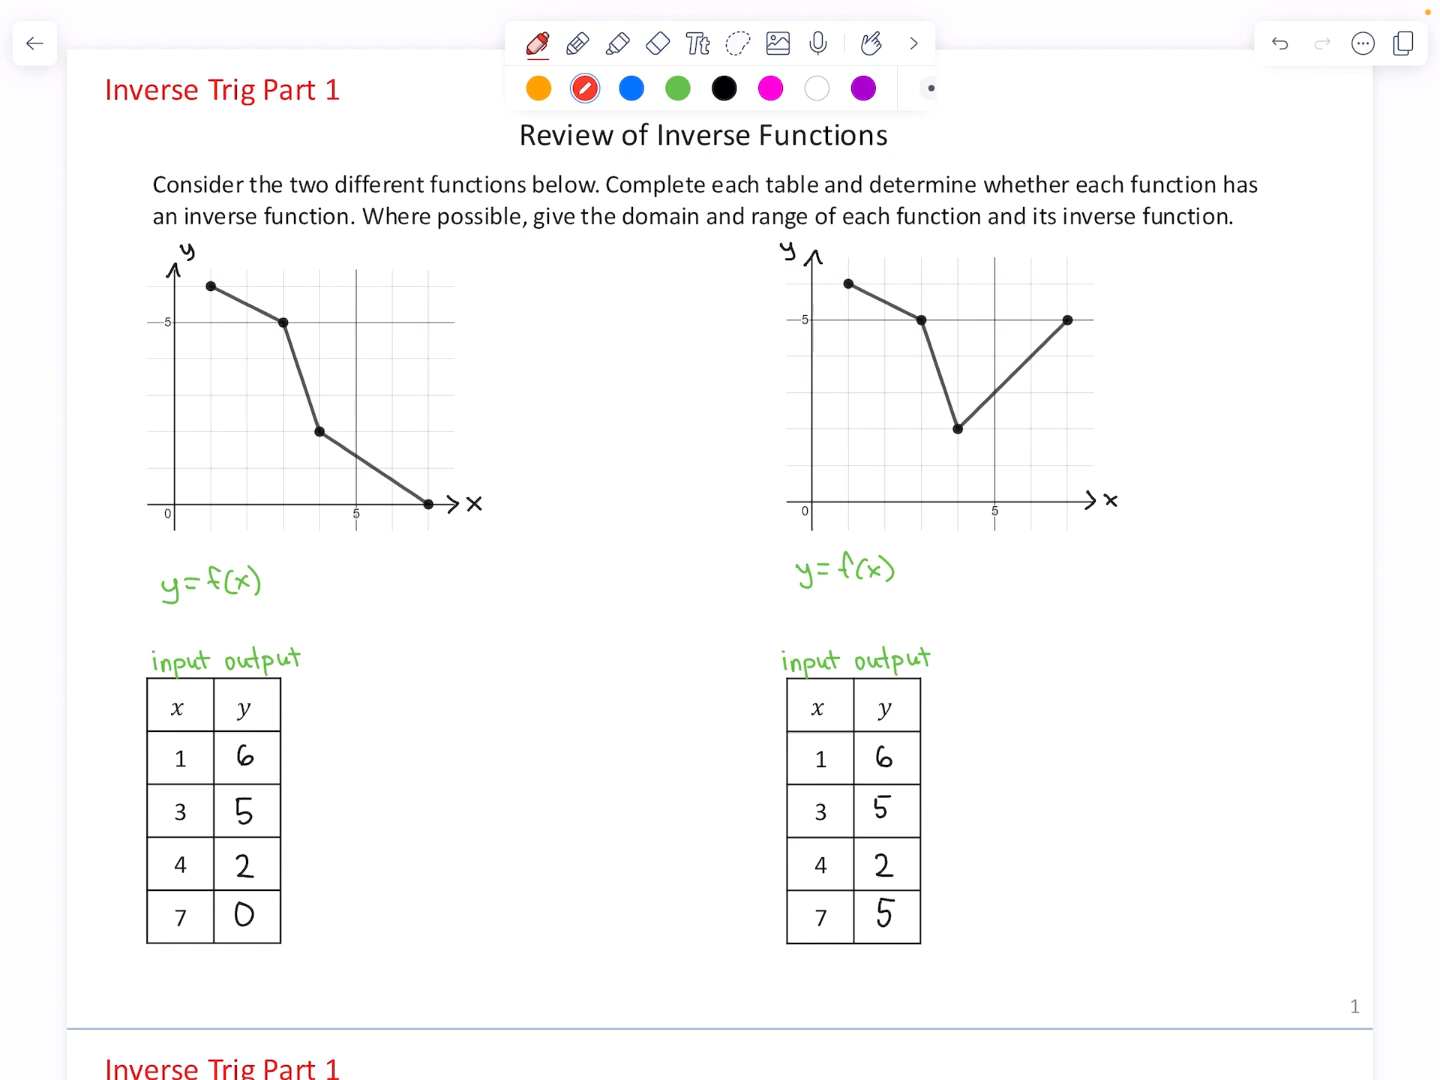 Tt
Inverse Trig Part 1
Review of Inverse Functions
Consider the two different functions below. Complete each table and determine whether each function has
an inverse function. Where possible, give the domain and range of each function and its inverse function.
y
5
0
5
x
y = f(x)
input output
x y
1 6
3 5
4 2
7 0
y
5
0
5
x
y = f(x)
input output
x y
1 6
3 5
4 2
7 5
1
Inverse Trig Part 1